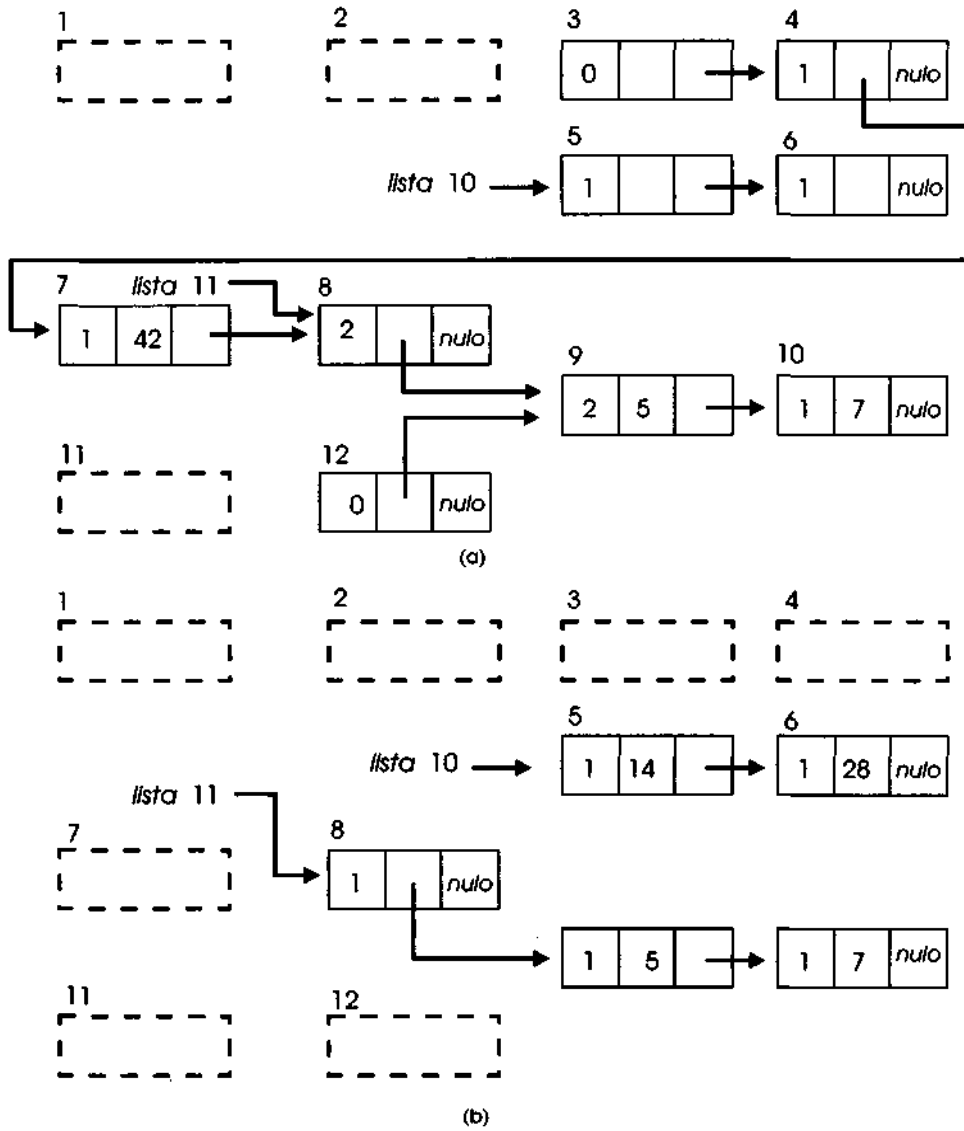 1 2 3 4
0 1 nulo
5 6
lista 10 1 1 nulo
7 lista 11 8
1 42 2 nulo
9 10
2 5 1 7 nulo
11 12
0 nulo
(a)
1 2 3 4
5 6
lista 10 1 14 1 28 nulo
lista 11
7 8
1 nulo
1 5 1 7 nulo
11 12
(b)